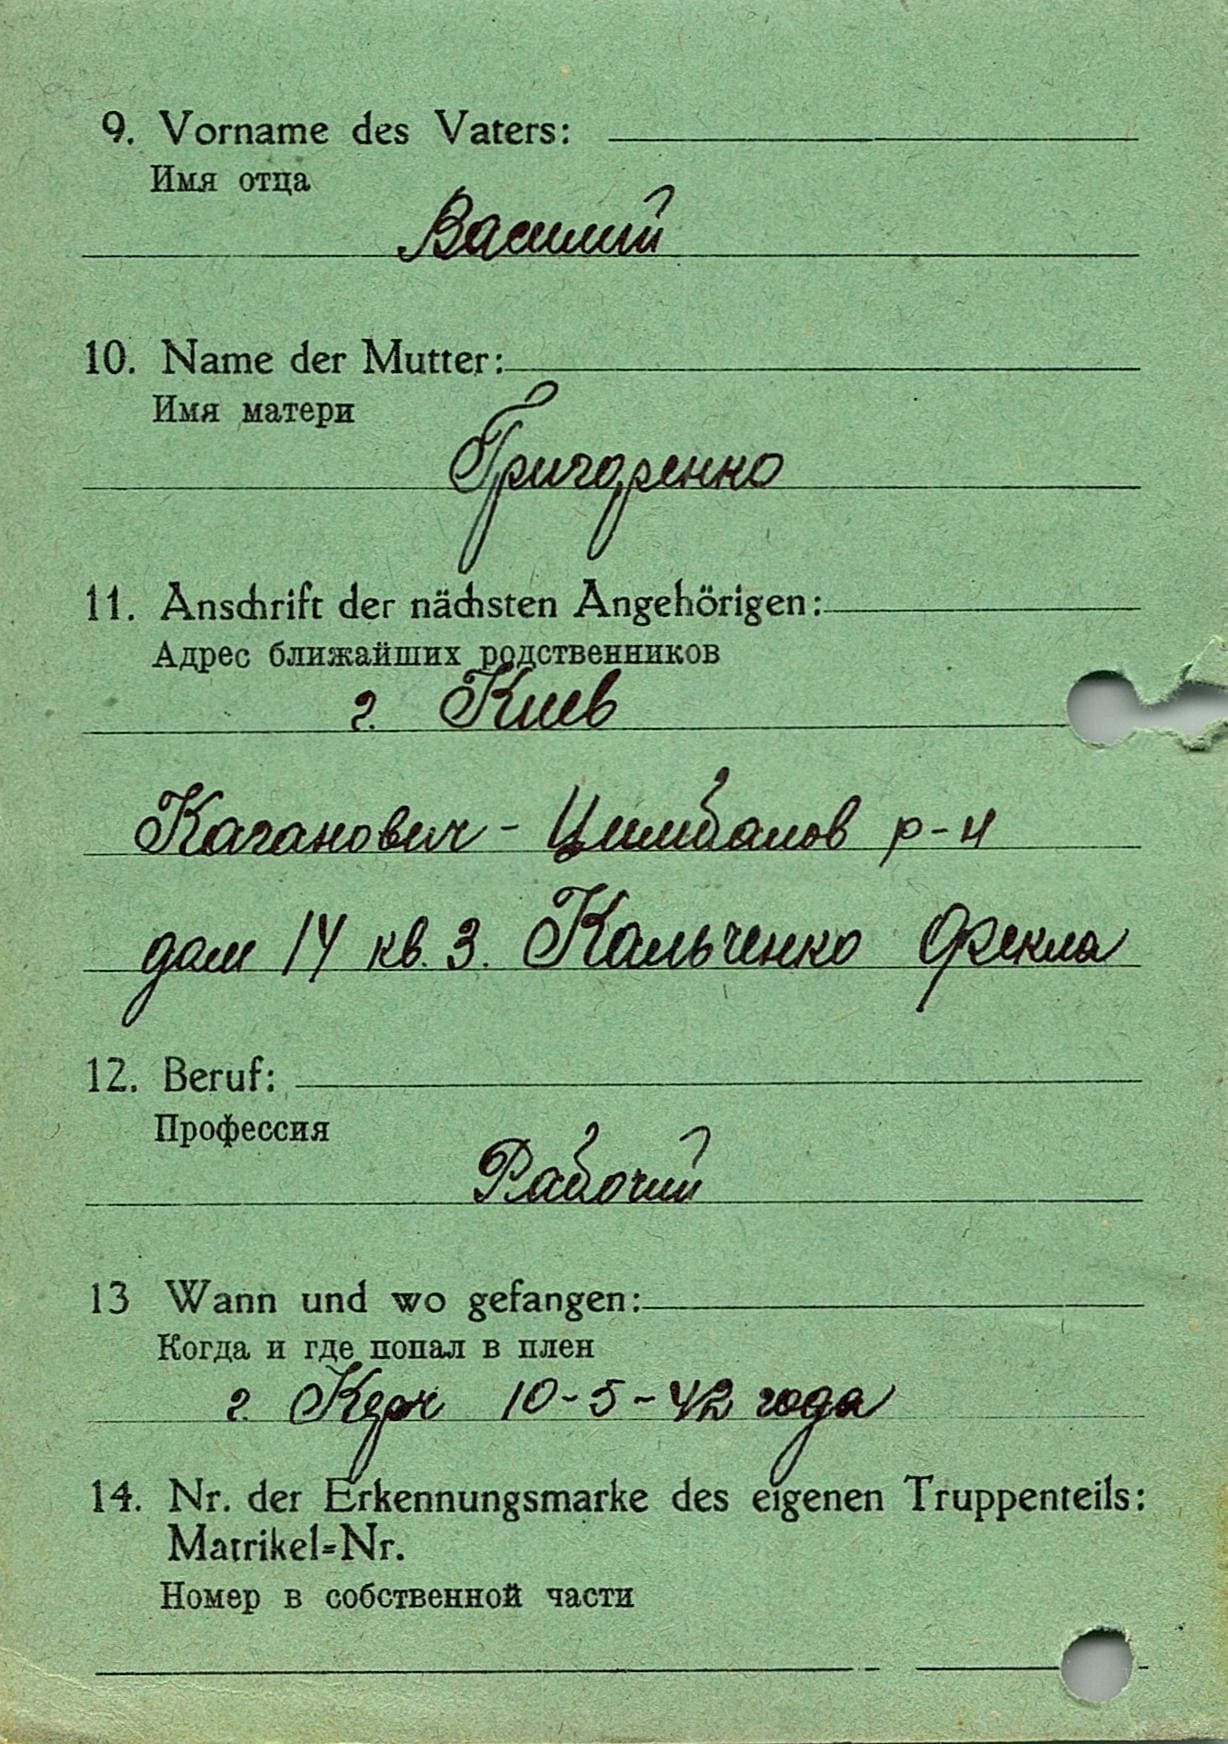 9. Vorname des Vaters:
Имя отца
Василий
10. Name der Mutter:
Имя матери
Григоренко
11. Anschrift der nächsten Angehörigen:
Адрес ближайших родственников
г. Киев
Каганович - Цимбалов р-н
дом 14 кв. 3. Кальченко Фекла
12. Beruf:
Профессия
Рабочий
13 Wann und wo gefangen:
Когда и где попал в плен
г. Керч 10-5-42 года
14. Nr. der Erkennungsmarke des eigenen Truppenteils:
Matrikel=Nr.
Номер в собственной части